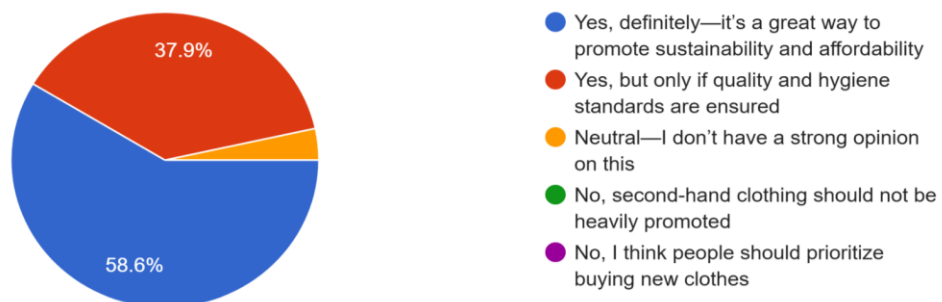 37.9%
58.6%
Yes, definitely—it's a great way to
promote sustainability and affordability
Yes, but only if quality and hygiene
standards are ensured
Neutral—I don't have a strong opinion
on this
No, second-hand clothing should not be
heavily promoted
No, I think people should prioritize
buying new clothes